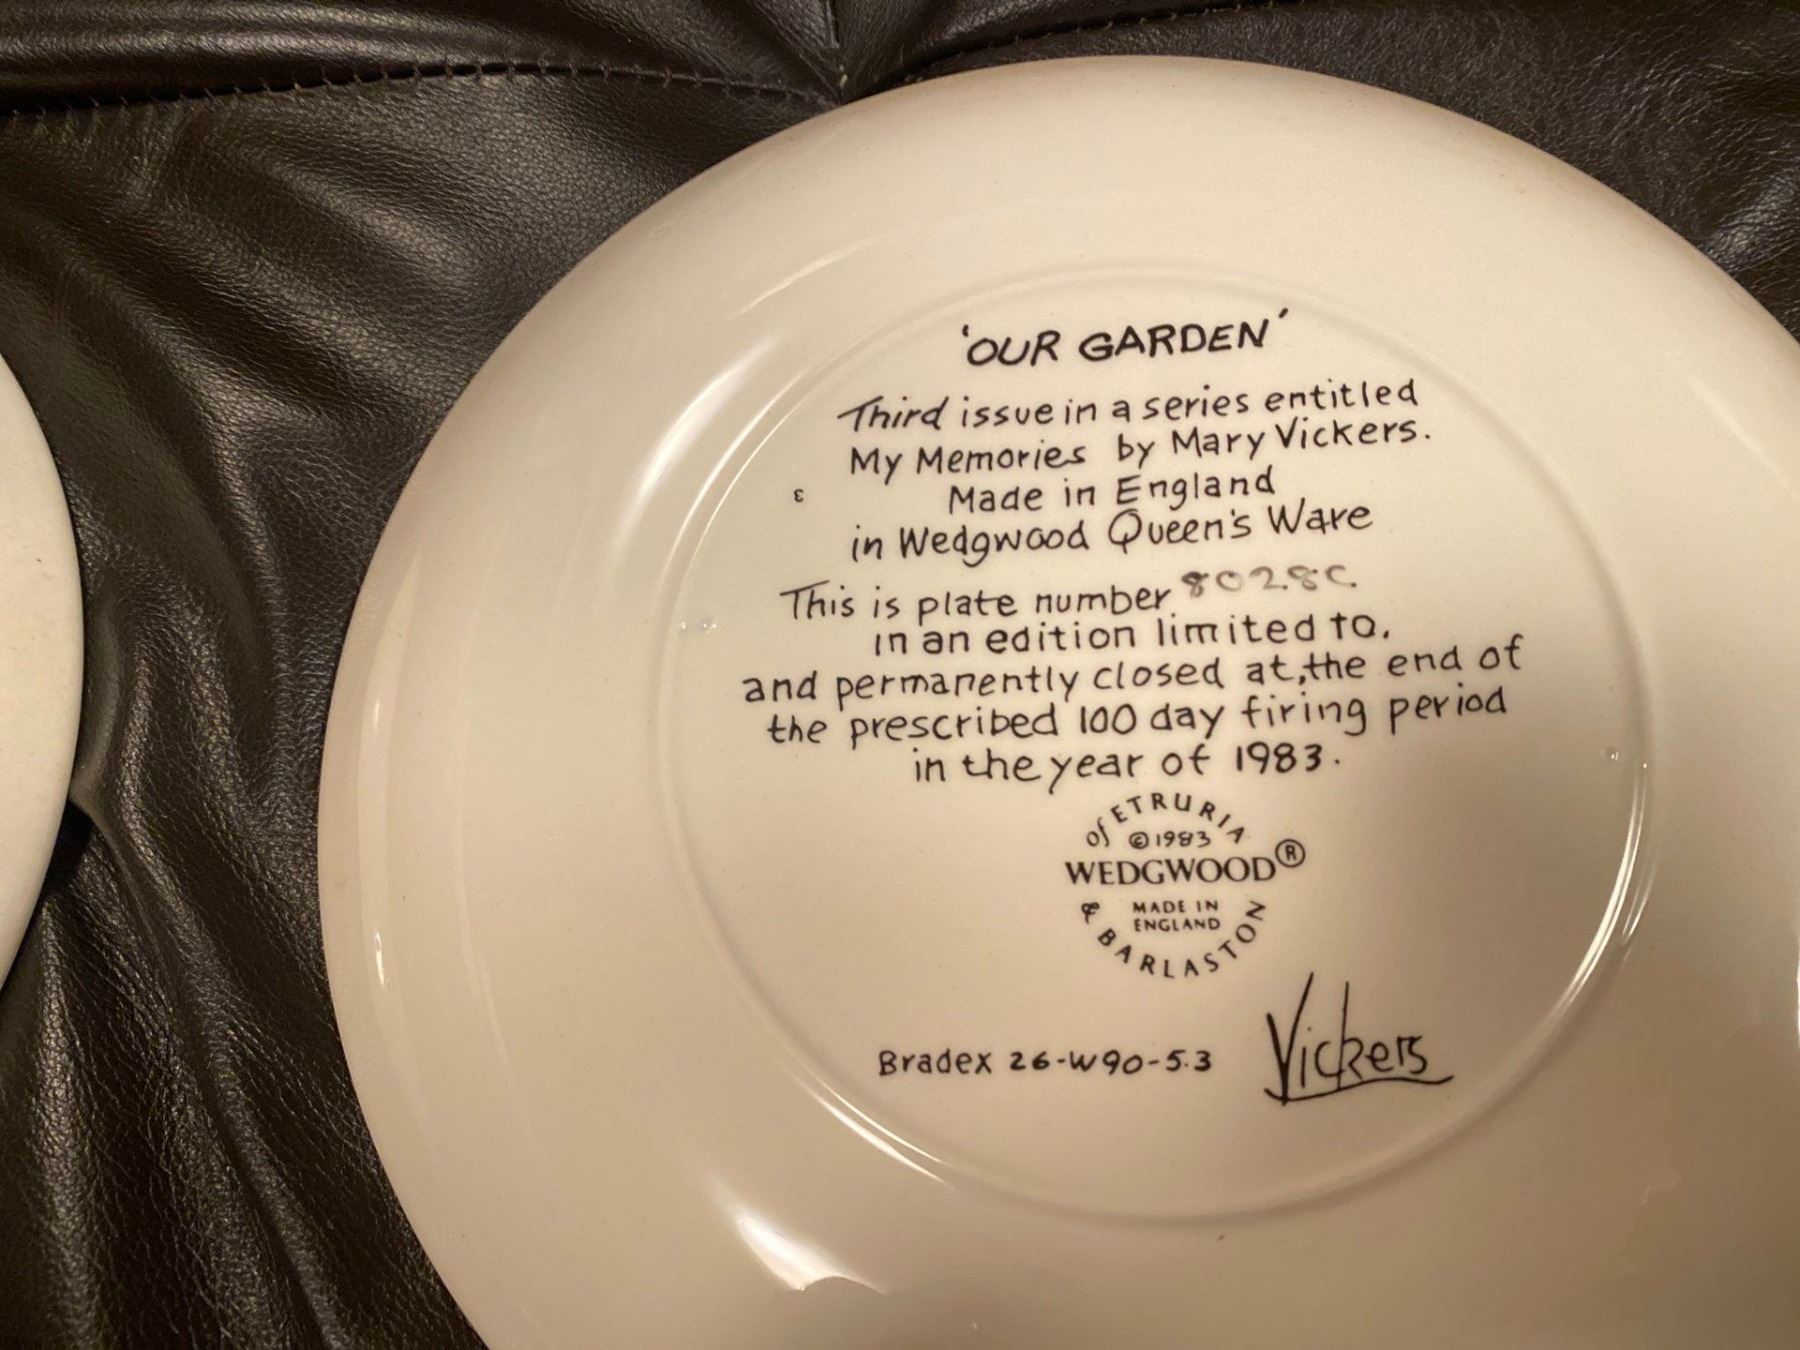 'OUR GARDEN'
Third issue in a series entitled
My Memories by Mary Vickers.
Made in England
in Wedgwood Queen's Ware
This is plate number 8028C.
in an edition limited to,
and permanently closed at, the end of
the prescribed 100 day firing period
in the year of 1983.
of ETRURIA
©1983
WEDGWOOD®
MADE IN
ENGLAND
& BARLASTON
Bradex 26-W90-5.3
Vickers